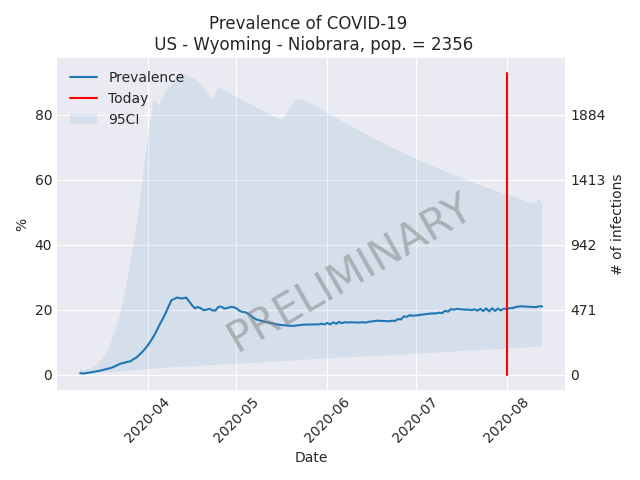 Prevalence of COVID-19
US - Wyoming - Niobrara, pop. = 2356
Prevalence
Today
95CI
80
60
40
20
0
%
1884
1413
942
471
0
# of infections
PRELIMINARY
2020-04
2020-05
2020-06
2020-07
2020-08
Date